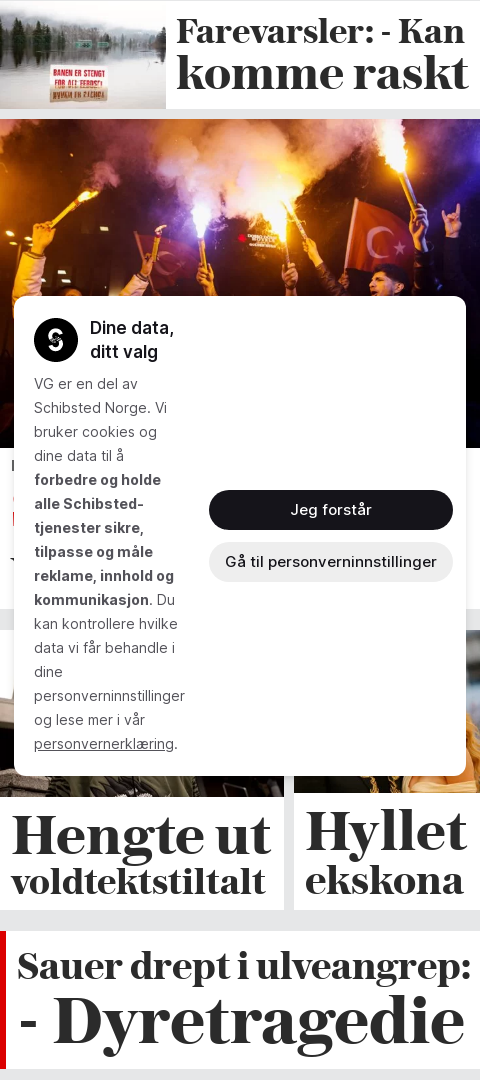 BANEN ER STENGT
FOR ALL FERDSEL
Farevarsler: - Kan
komme raskt
Dine data,
ditt valg
VG er en del av
Schibsted Norge. Vi
bruker cookies og
dine data til å
forbedre og holde
alle Schibsted-
tjenester sikre,
tilpasse og måle
reklame, innhold og
kommunikasjon. Du
kan kontrollere hvilke
data vi får behandle i
dine
personverninnstillinger
og lese mer i vår
personvernerklæring.
Jeg forstår
Gå til personverninnstillinger
Hengte ut
voldtektstiltalt
Hyllet
ekskona
Sauer drept i ulveangrep:
- Dyretragedie